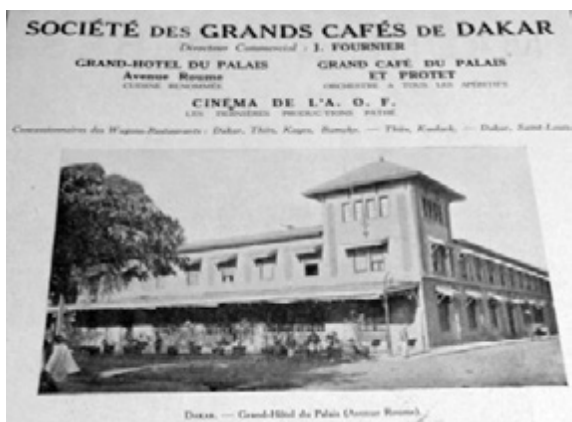 SOCIÉTÉ DES GRANDS CAFÉS DE DAKAR
Directeur Commercial : J. FOURNIER
GRAND-HOTEL DU PALAIS
Avenue Roume
CUISINE RENOMMÉE
GRAND CAFÉ DU PALAIS
ET PROTET
ORCHESTRE A TOUS LES APÉRITIFS
CINÉMA DE L'A. O. F.
LES DERNIÈRES PRODUCTIONS PATHÉ
Concessionnaires des Wagons-Restaurants : Dakar, Thiès, Kayes, Bamako. — Thiès, Kaolack. — Dakar, Saint-Louis.
DAKAR. — Grand-Hôtel du Palais (Avenue Roume).